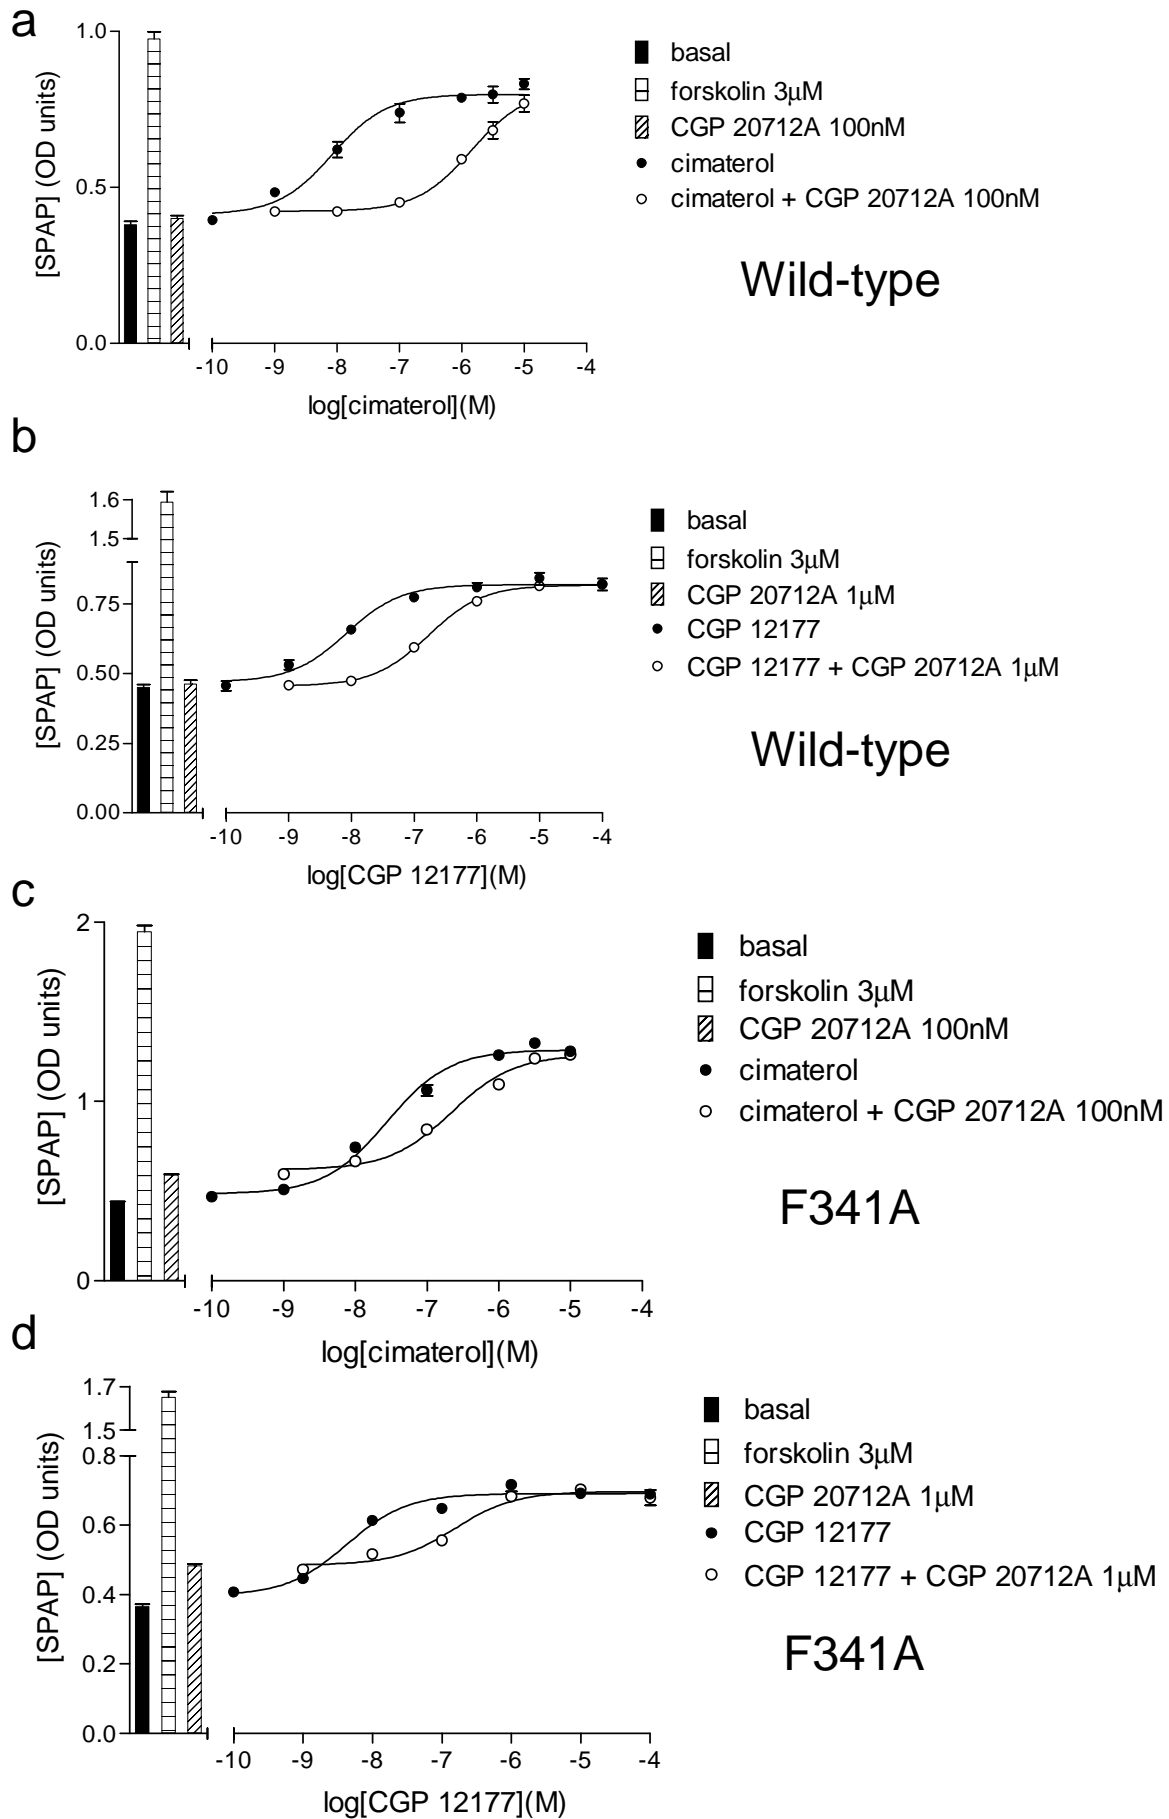 a
[SPAP] (OD units)
1.0
0.5
0.0
-10 -9 -8 -7 -6 -5 -4
log[cimaterol](M)
basal
forskolin 3μM
CGP 20712A 100nM
cimaterol
cimaterol + CGP 20712A 100nM
Wild-type
b
[SPAP] (OD units)
1.6
1.5
0.75
0.50
0.25
0.00
-10 -9 -8 -7 -6 -5 -4
log[CGP 12177](M)
basal
forskolin 3μM
CGP 20712A 1μM
CGP 12177
CGP 12177 + CGP 20712A 1μM
Wild-type
c
[SPAP] (OD units)
2
1
0
-10 -9 -8 -7 -6 -5 -4
log[cimaterol](M)
basal
forskolin 3μM
CGP 20712A 100nM
cimaterol
cimaterol + CGP 20712A 100nM
F341A
d
[SPAP] (OD units)
1.7
1.5
0.8
0.6
0.4
0.2
0.0
-10 -9 -8 -7 -6 -5 -4
log[CGP 12177](M)
basal
forskolin 3μM
CGP 20712A 1μM
CGP 12177
CGP 12177 + CGP 20712A 1μM
F341A